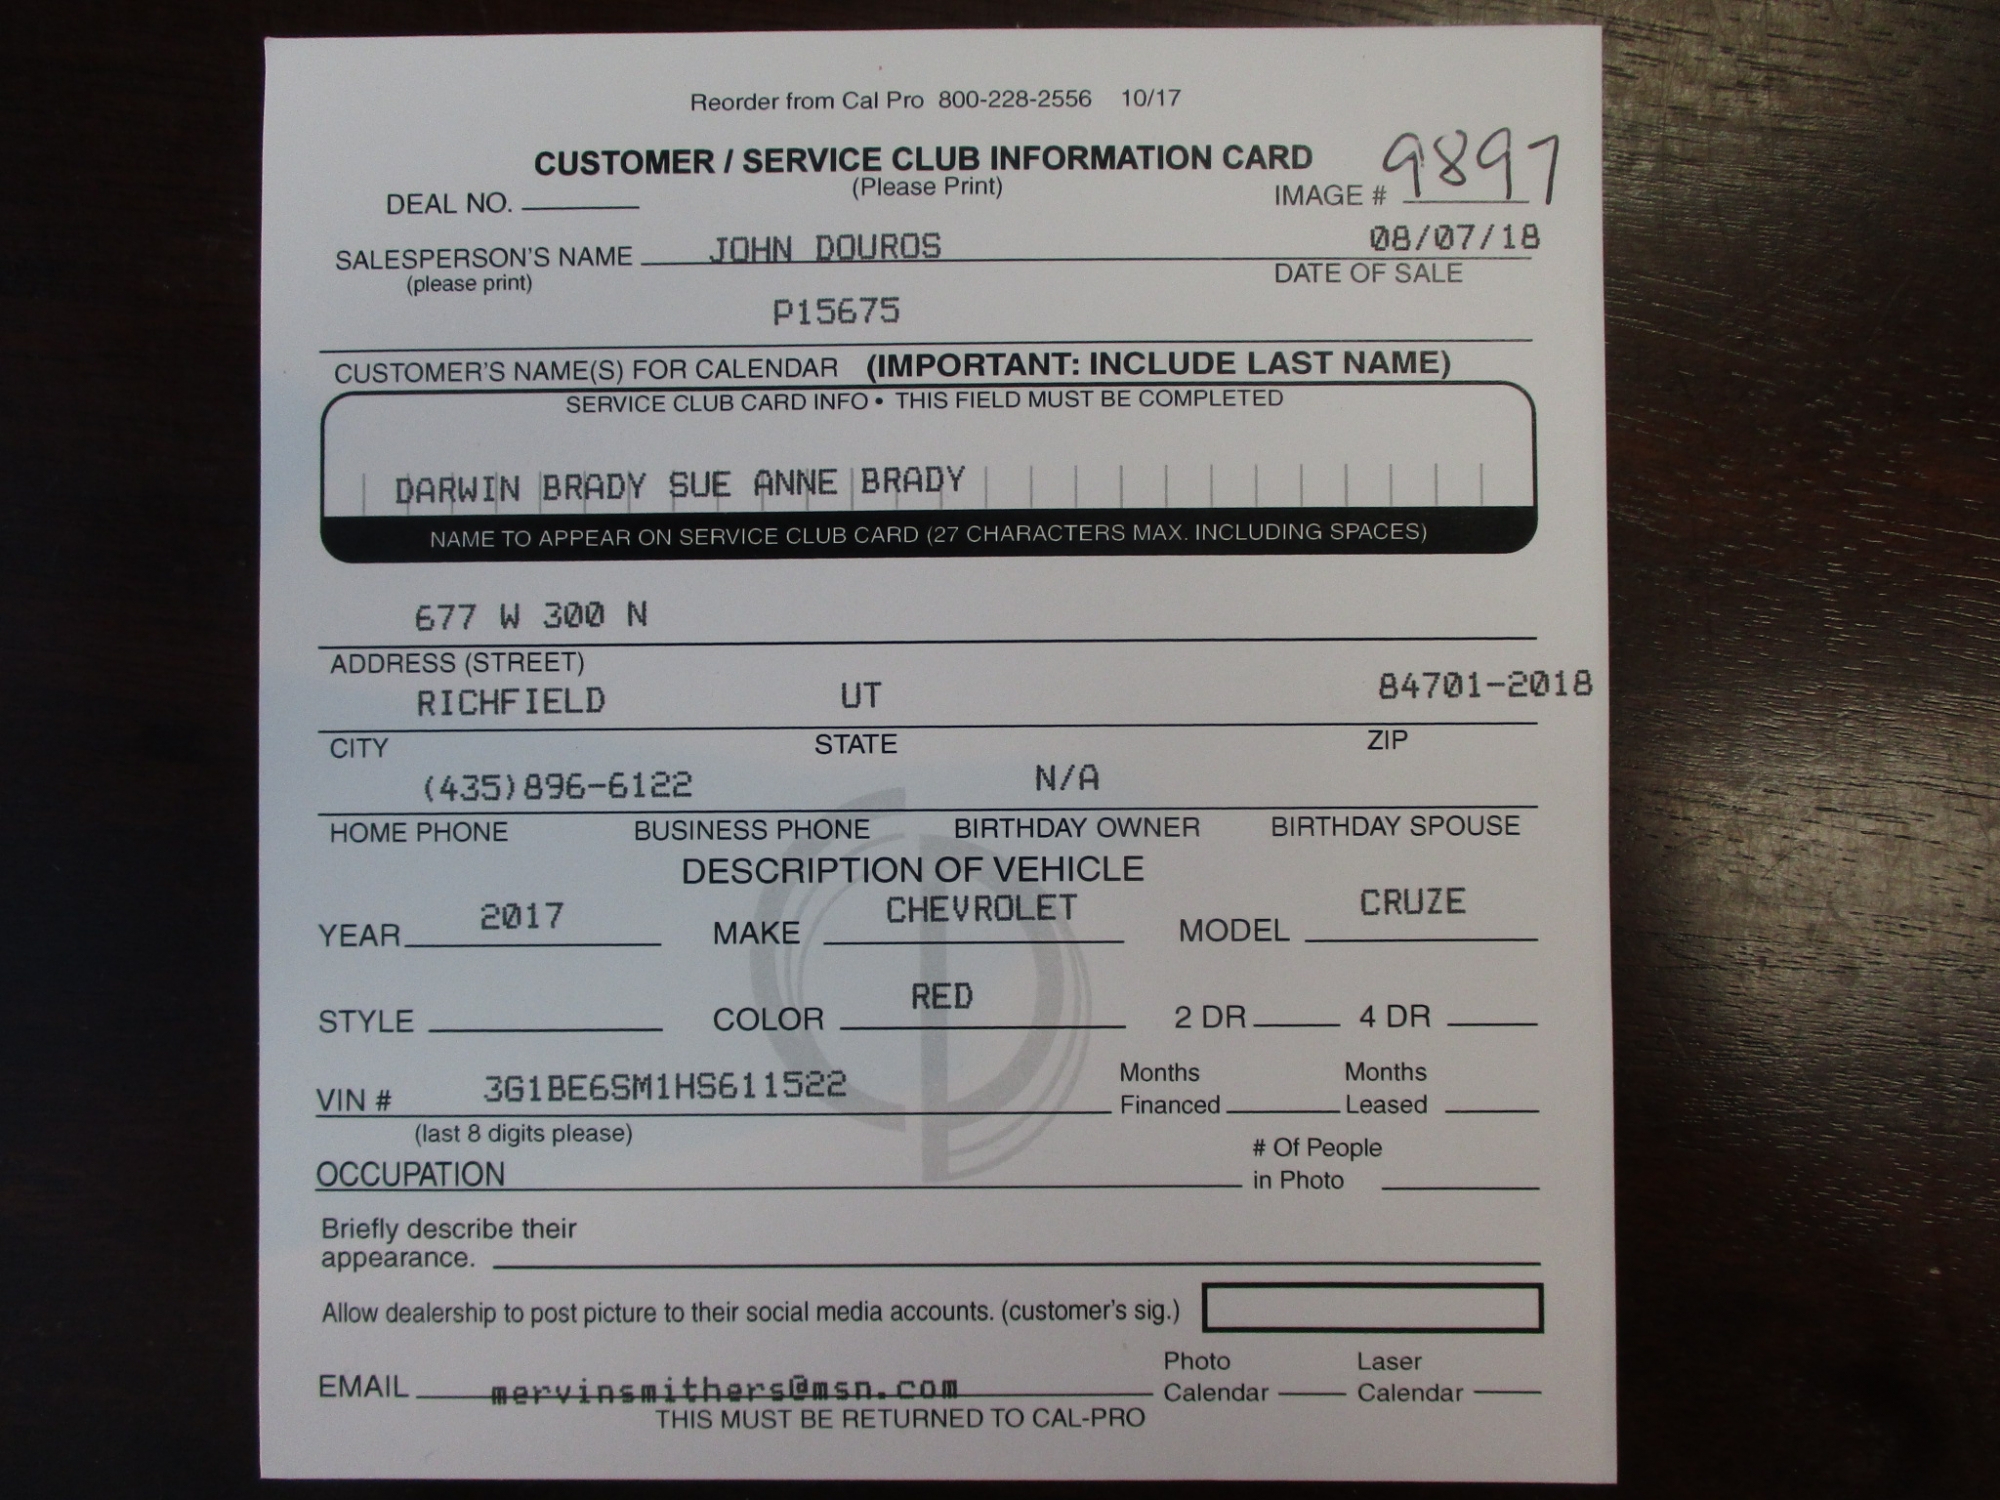 Reorder from Cal Pro 800-228-2556 10/17
CUSTOMER / SERVICE CLUB INFORMATION CARD
(Please Print)
DEAL NO. IMAGE # 9897
SALESPERSON'S NAME JOHN DOUROS 08/07/18
(please print) DATE OF SALE
P15675
CUSTOMER'S NAME(S) FOR CALENDAR (IMPORTANT: INCLUDE LAST NAME)
SERVICE CLUB CARD INFO • THIS FIELD MUST BE COMPLETED
DARWIN BRADY SUE ANNE BRADY
NAME TO APPEAR ON SERVICE CLUB CARD (27 CHARACTERS MAX. INCLUDING SPACES)
677 W 300 N
ADDRESS (STREET)
RICHFIELD UT 84701-2018
CITY STATE ZIP
(435)896-6122 N/A
HOME PHONE BUSINESS PHONE BIRTHDAY OWNER BIRTHDAY SPOUSE
DESCRIPTION OF VEHICLE
YEAR 2017 MAKE CHEVROLET MODEL CRUZE
STYLE COLOR RED 2 DR 4 DR
VIN # 3G1BE6SM1HS611522 Months Financed Months Leased
(last 8 digits please)
OCCUPATION # Of People in Photo
Briefly describe their
appearance.
Allow dealership to post picture to their social media accounts. (customer's sig.)
EMAIL mervinsmithers@msn.com Photo Calendar Laser Calendar
THIS MUST BE RETURNED TO CAL-PRO